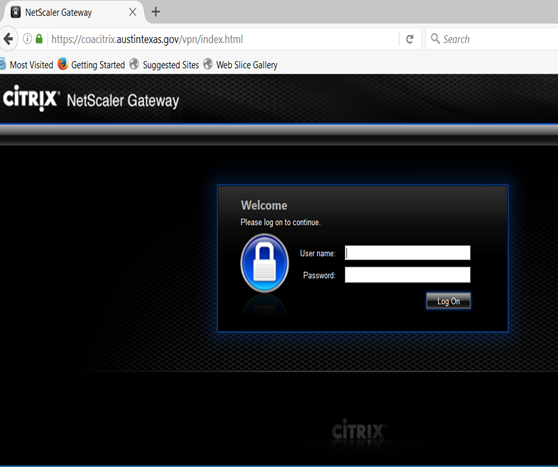 NetScaler Gateway
https://coacitrix.austintexas.gov/vpn/index.html
Search
Most Visited Getting Started Suggested Sites Web Slice Gallery
CITRIX NetScaler Gateway
Welcome
Please log on to continue.
User name:
Password:
Log On
CITRIX